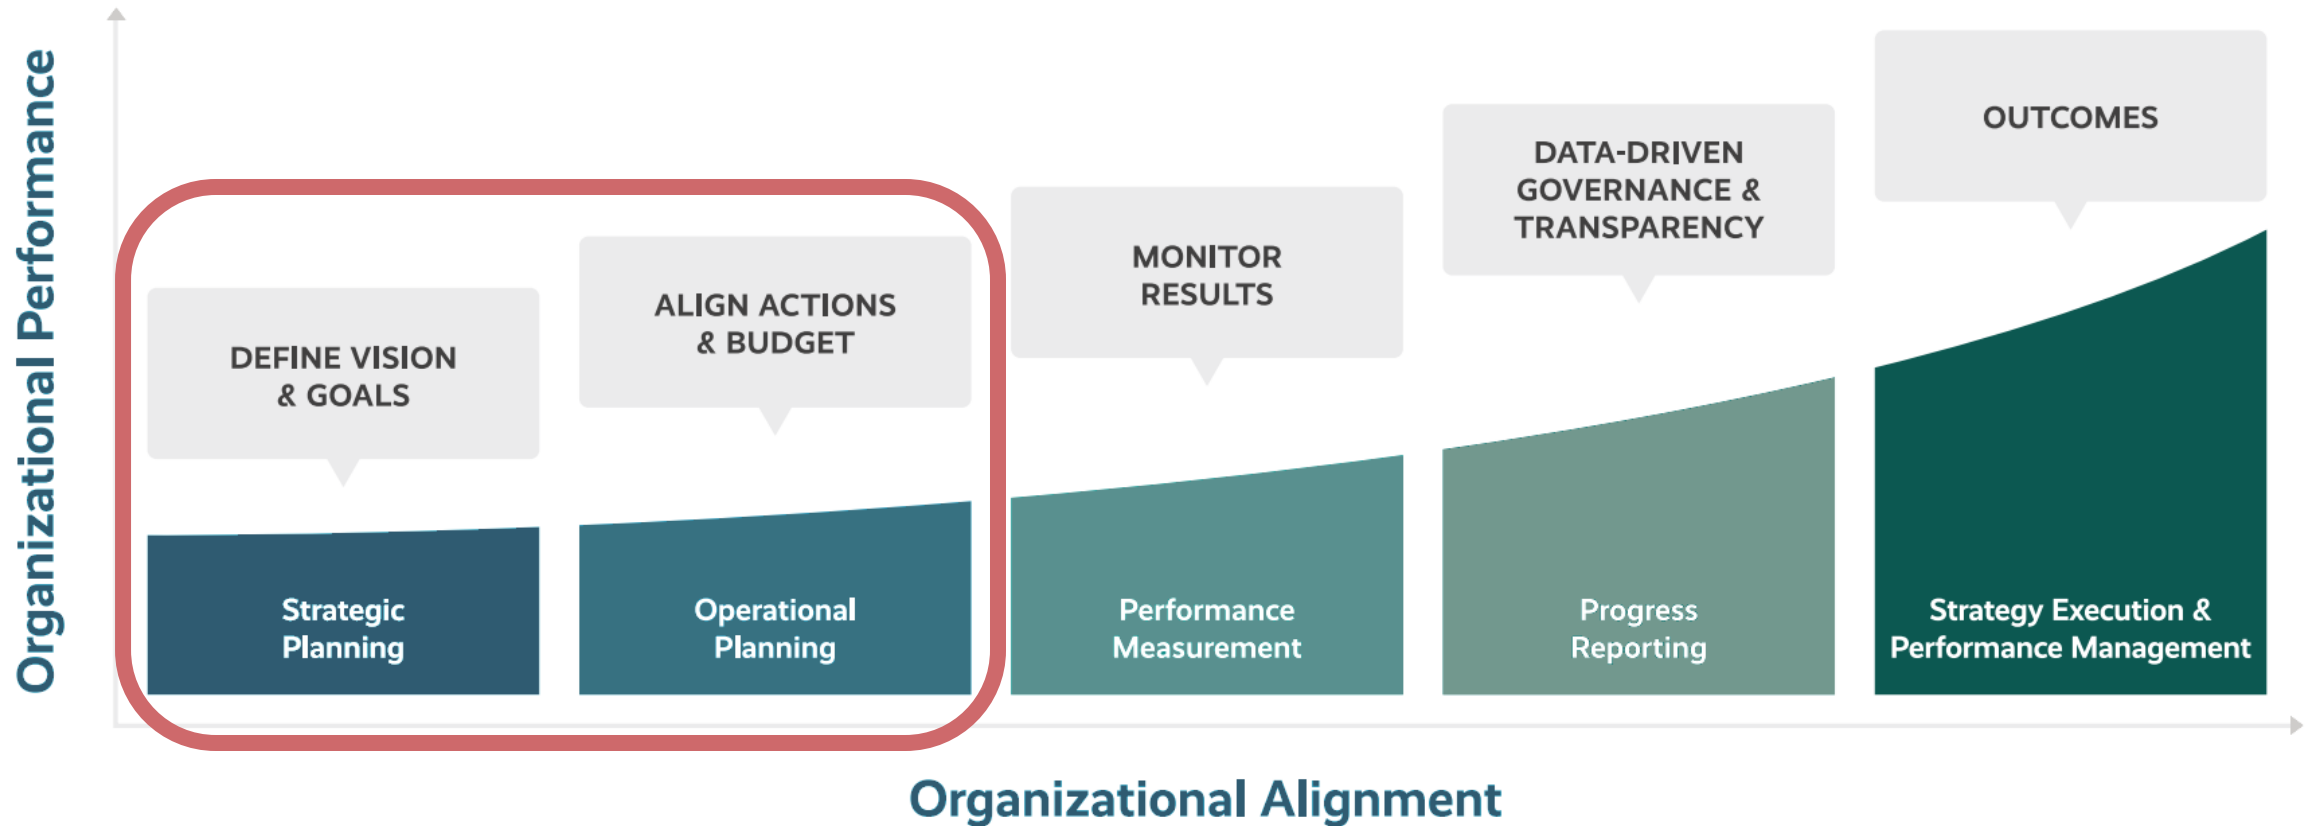 Organizational Performance
DEFINE VISION
& GOALS
ALIGN ACTIONS
& BUDGET
MONITOR
RESULTS
DATA-DRIVEN
GOVERNANCE &
TRANSPARENCY
OUTCOMES
Strategic
Planning
Operational
Planning
Performance
Measurement
Progress
Reporting
Strategy Execution &
Performance Management
Organizational Alignment